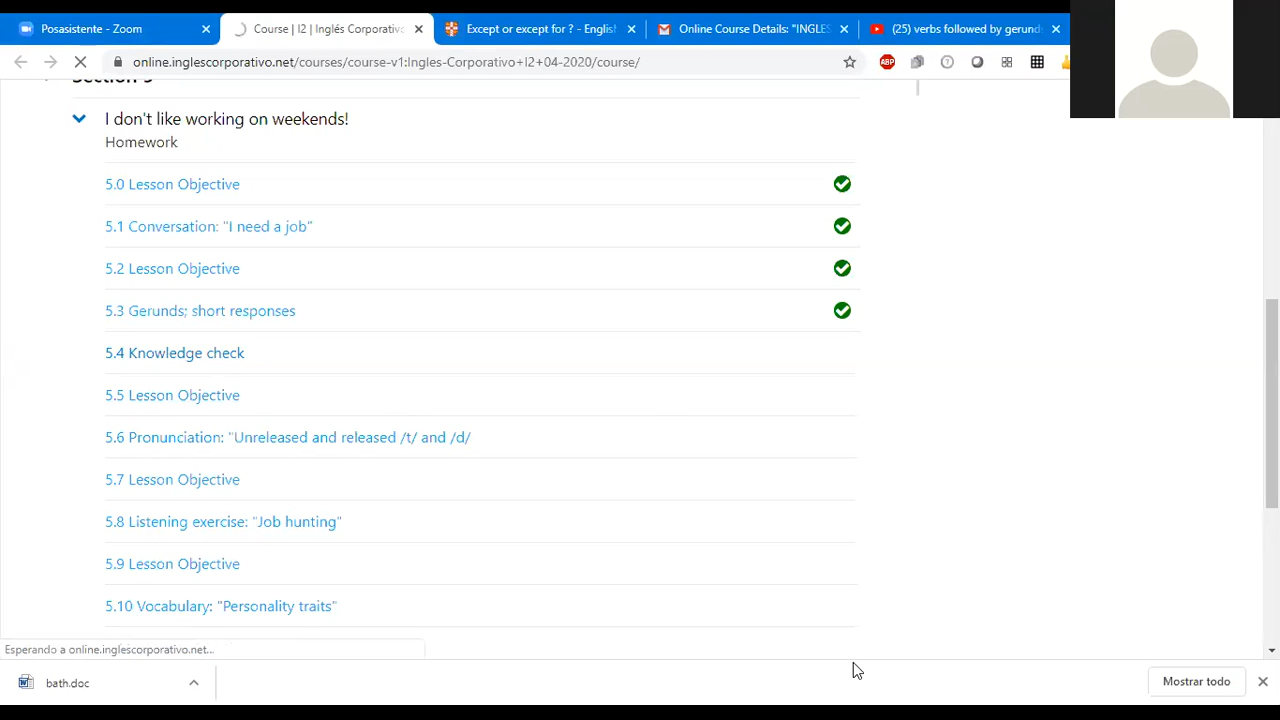 Posasistente - Zoom
Course | I2 | Inglés Corporativo
Except or except for ? - Englis
Online Course Details: "INGLES
(25) verbs followed by gerund
online.inglescorporativo.net/courses/course-v1:Ingles-Corporativo+I2+04-2020/course/
ABP
I don't like working on weekends!
Homework
5.0 Lesson Objective
5.1 Conversation: "I need a job"
5.2 Lesson Objective
5.3 Gerunds; short responses
5.4 Knowledge check
5.5 Lesson Objective
5.6 Pronunciation: "Unreleased and released /t/ and /d/
5.7 Lesson Objective
5.8 Listening exercise: "Job hunting"
5.9 Lesson Objective
5.10 Vocabulary: "Personality traits"
Esperando a online.inglescorporativo.net...
bath.doc
Mostrar todo